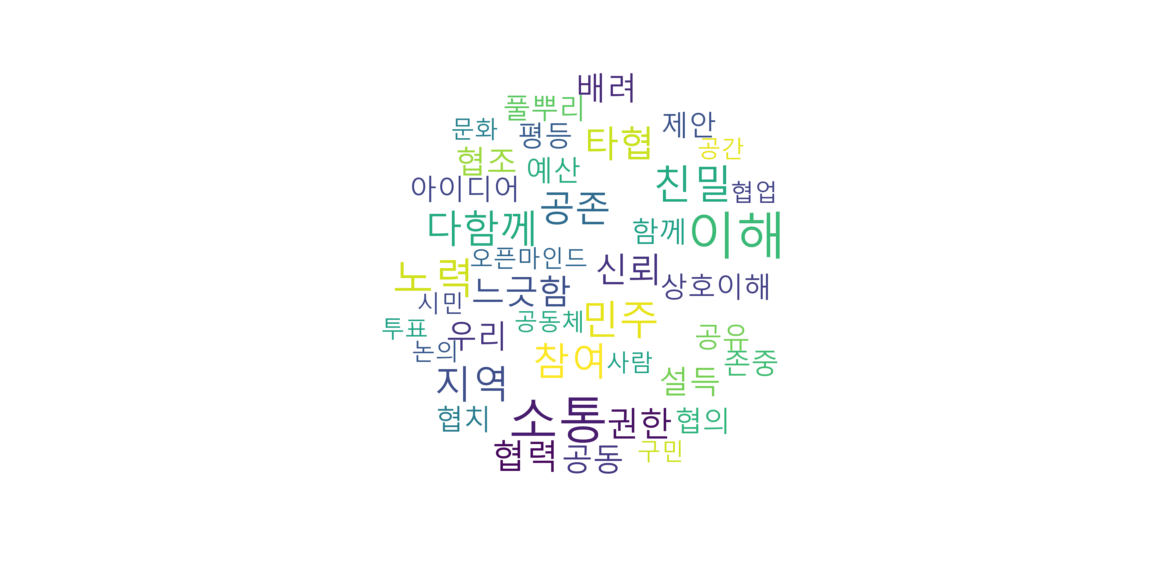 배려
풀뿌리
문화 평등 타협 제안
협조 예산 공간
아이디어 공존 친밀 협업
다함께 함께 이해
노력 오픈마인드 신뢰 상호이해
시민 느긋함 공동체 민주
투표 우리 공유
논의 참여 사람 존중
지역 설득
협치 소통 권한 협의
협력 공동 구민